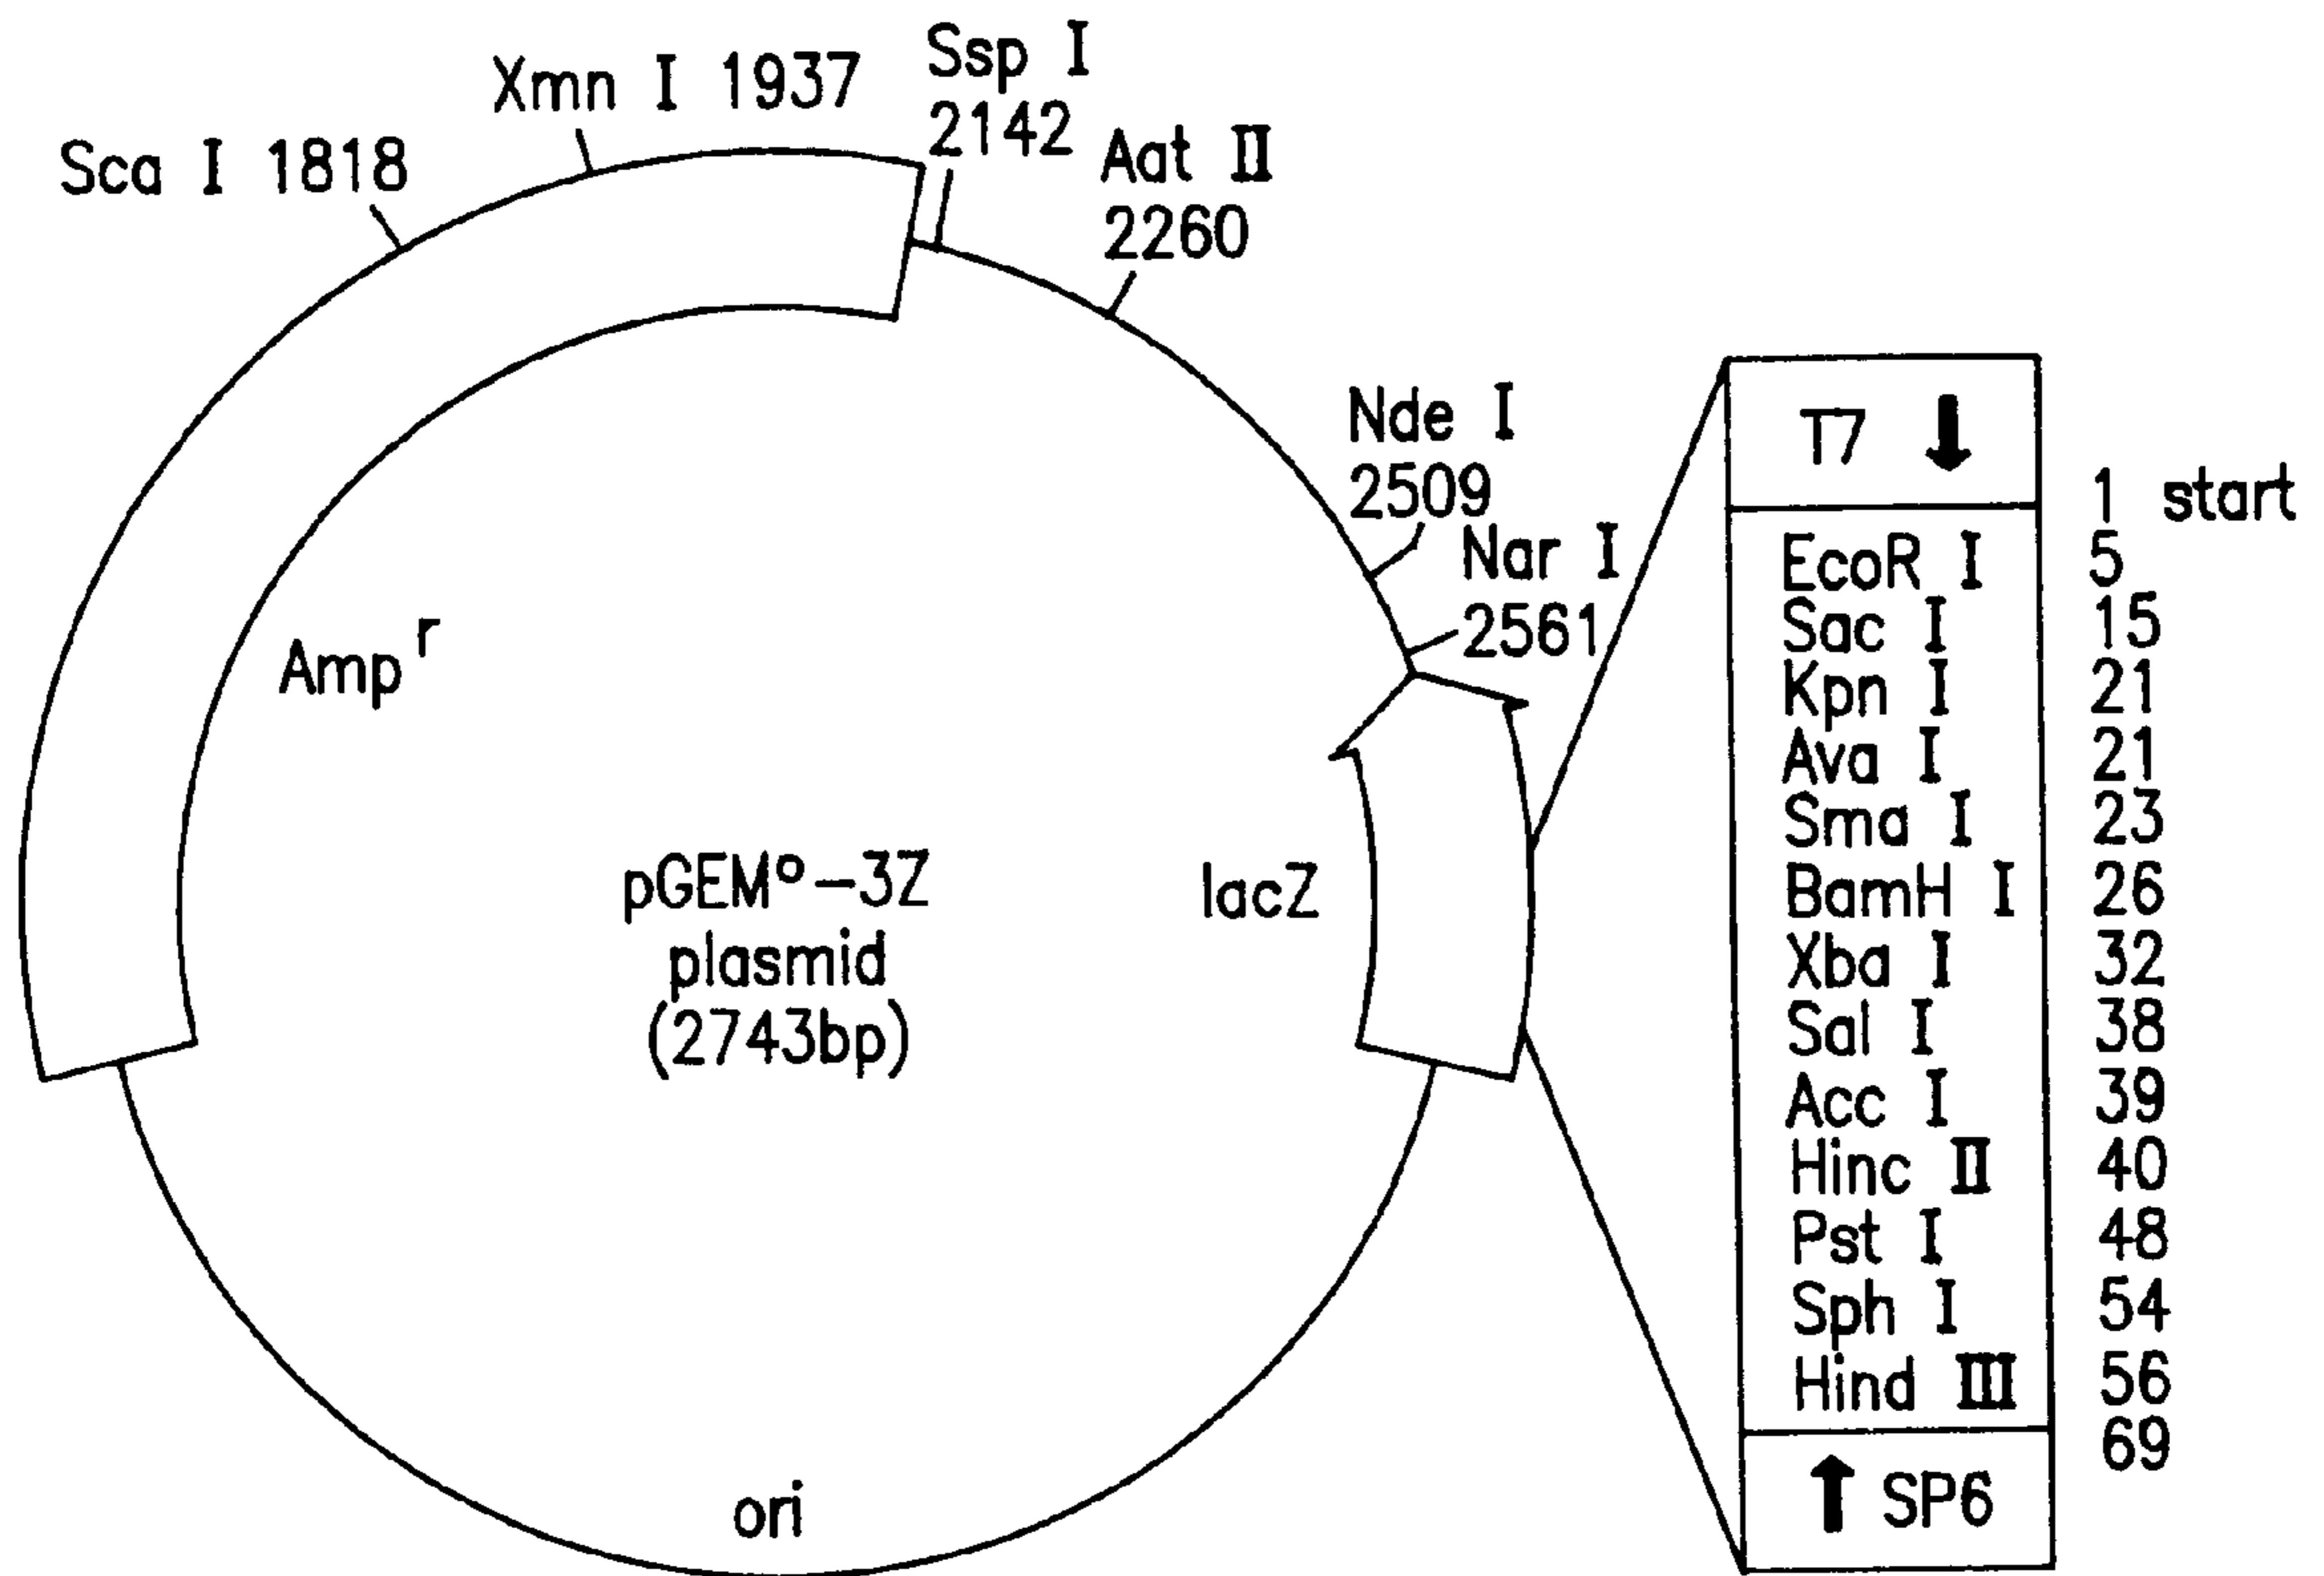 Sca I 1818
Xmn I 1937
Ssp I
2142
Aat II
2260
Nde I
2509
Nar I
2561
Amp r
pGEMo–3Z
plasmid
(2743bp)
lacZ
ori
T7
1 start
EcoR I 5
Sac I 15
Kpn I 21
Ava I 21
Sma I 23
BamH I 26
Xba I 32
Sal I 38
Acc I 39
Hinc II 40
Pst I 48
Sph I 54
Hind III 56
69
SP6